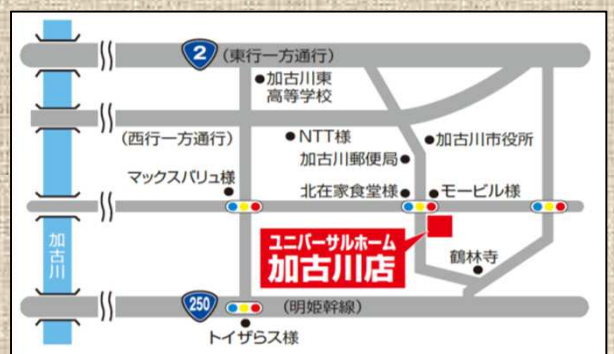 2
(東行一方通行)
●加古川東
高等学校
(西行一方通行)
●NTT様
●加古川市役所
加古川郵便局●
マックスバリュ様
北在家食堂様●
●モービル様
加古川
ユニバーサルホーム
加古川店
鶴林寺
250
(明姫幹線)
トイザらス様